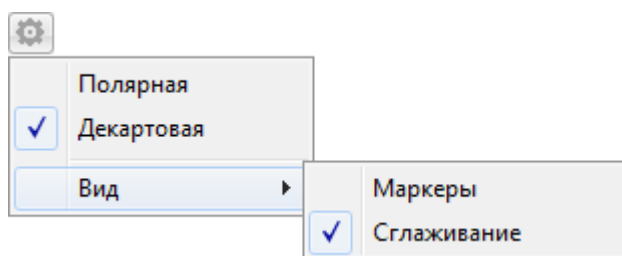 Полярная
Декартовая
Вид
Маркеры
Сглаживание